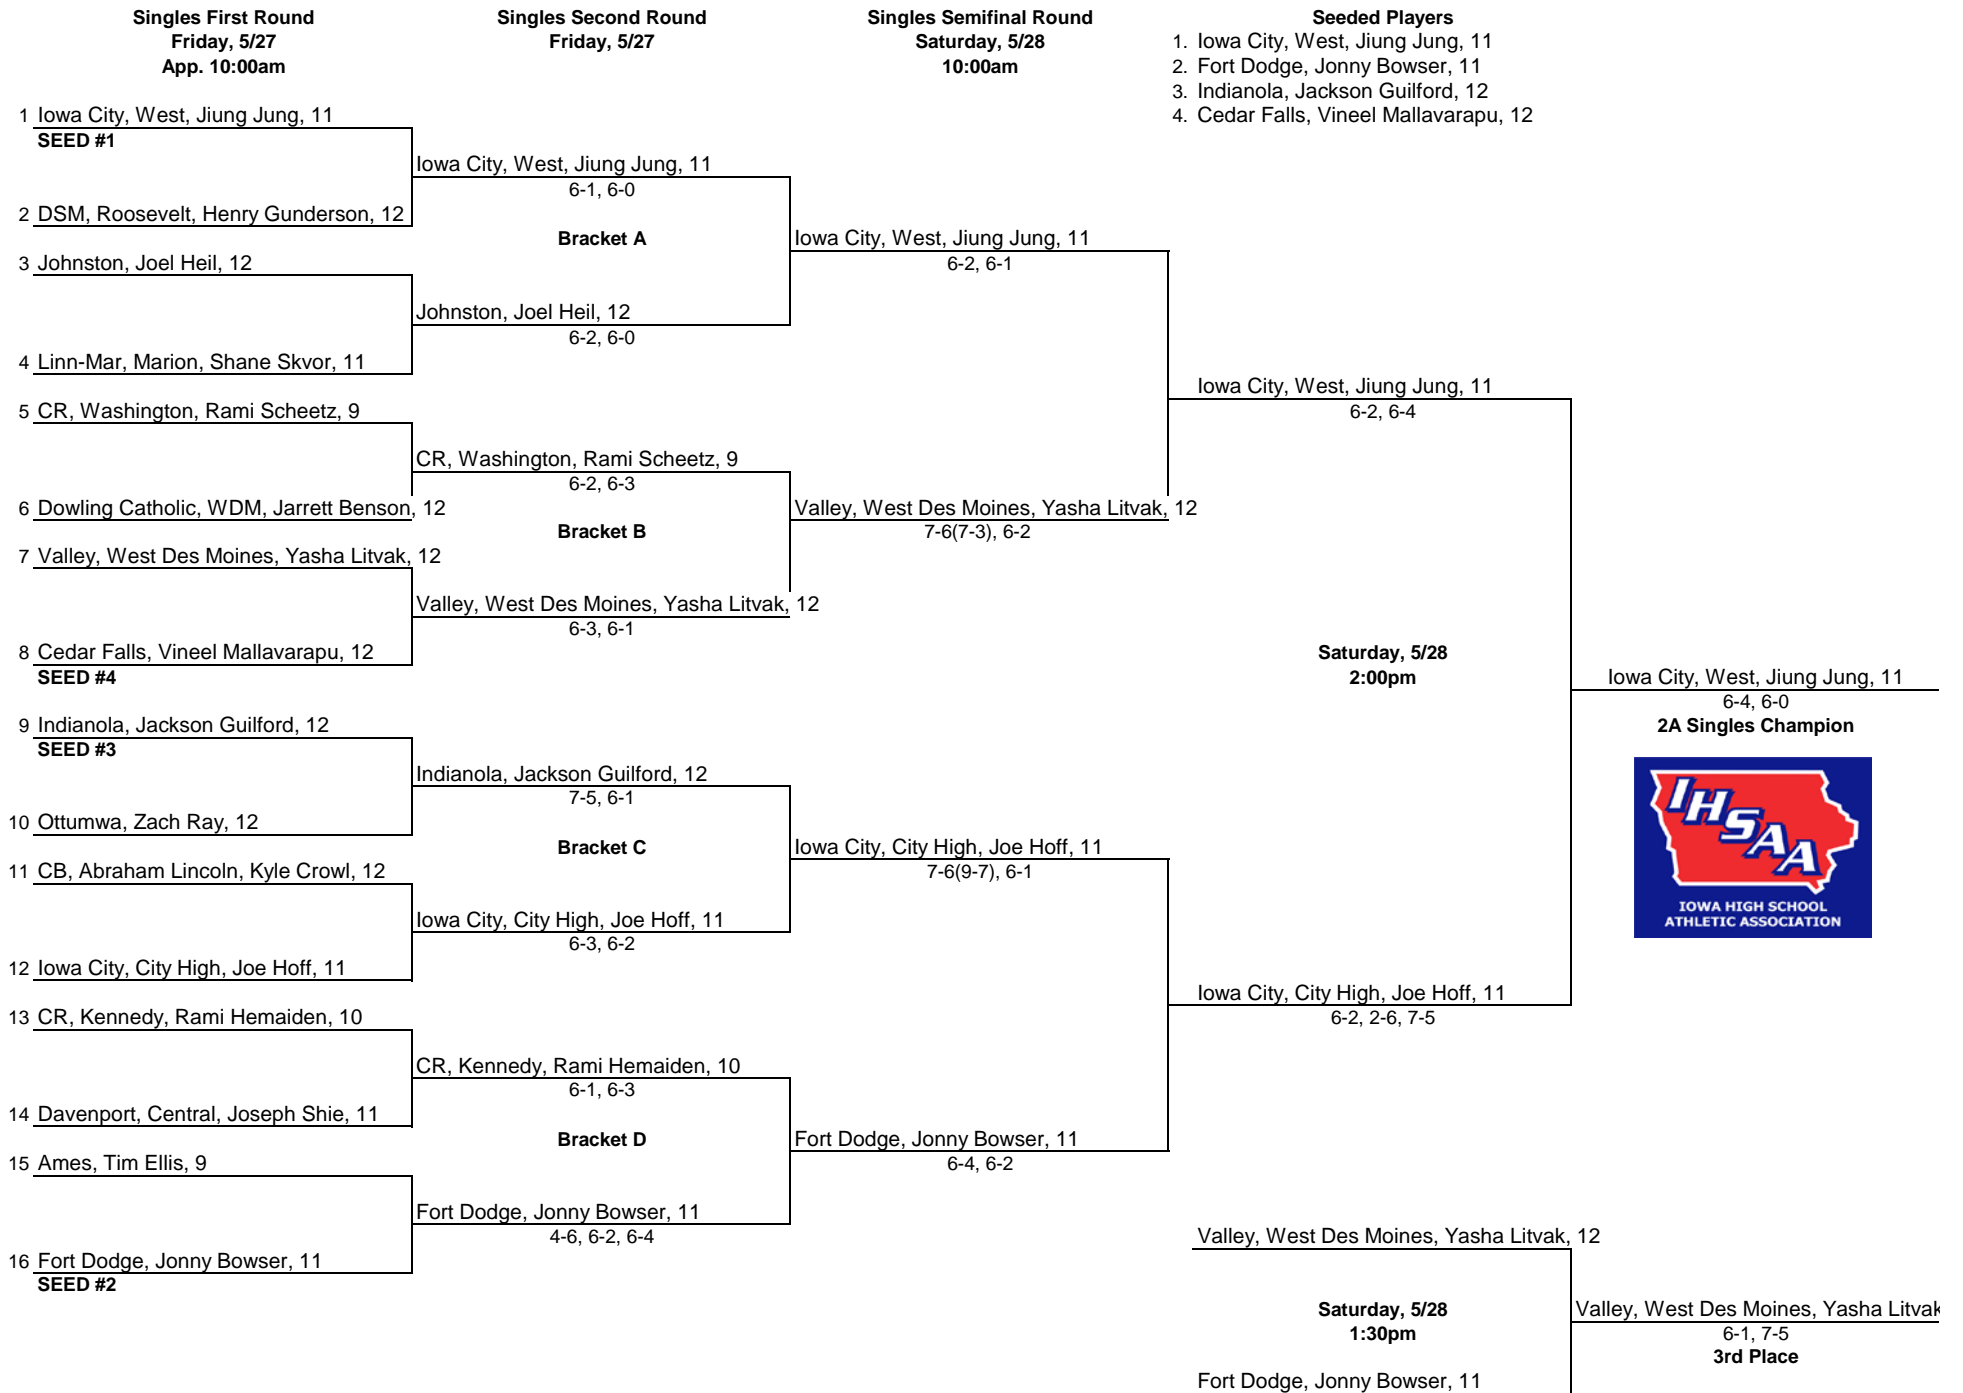 Singles First Round
Friday, 5/27
App. 10:00am
Singles Second Round
Friday, 5/27
Singles Semifinal Round
Saturday, 5/28
10:00am
Seeded Players
1. Iowa City, West, Jiung Jung, 11
2. Fort Dodge, Jonny Bowser, 11
3. Indianola, Jackson Guilford, 12
4. Cedar Falls, Vineel Mallavarapu, 12
1 Iowa City, West, Jiung Jung, 11
SEED #1
2 DSM, Roosevelt, Henry Gunderson, 12
3 Johnston, Joel Heil, 12
4 Linn-Mar, Marion, Shane Skvor, 11
5 CR, Washington, Rami Scheetz, 9
6 Dowling Catholic, WDM, Jarrett Benson, 12
7 Valley, West Des Moines, Yasha Litvak, 12
8 Cedar Falls, Vineel Mallavarapu, 12
SEED #4
9 Indianola, Jackson Guilford, 12
SEED #3
10 Ottumwa, Zach Ray, 12
11 CB, Abraham Lincoln, Kyle Crowl, 12
12 Iowa City, City High, Joe Hoff, 11
13 CR, Kennedy, Rami Hemaiden, 10
14 Davenport, Central, Joseph Shie, 11
15 Ames, Tim Ellis, 9
16 Fort Dodge, Jonny Bowser, 11
SEED #2
Iowa City, West, Jiung Jung, 11
6-1, 6-0
Bracket A
Johnston, Joel Heil, 12
6-2, 6-0
CR, Washington, Rami Scheetz, 9
6-2, 6-3
Bracket B
Valley, West Des Moines, Yasha Litvak, 12
6-3, 6-1
Indianola, Jackson Guilford, 12
7-5, 6-1
Bracket C
Iowa City, City High, Joe Hoff, 11
6-3, 6-2
CR, Kennedy, Rami Hemaiden, 10
6-1, 6-3
Bracket D
Fort Dodge, Jonny Bowser, 11
4-6, 6-2, 6-4
Iowa City, West, Jiung Jung, 11
6-2, 6-1
Valley, West Des Moines, Yasha Litvak, 12
7-6(7-3), 6-2
Iowa City, City High, Joe Hoff, 11
7-6(9-7), 6-1
Fort Dodge, Jonny Bowser, 11
6-4, 6-2
Iowa City, West, Jiung Jung, 11
6-2, 6-4
Saturday, 5/28
2:00pm
Iowa City, City High, Joe Hoff, 11
6-2, 2-6, 7-5
Iowa City, West, Jiung Jung, 11
6-4, 6-0
2A Singles Champion
IHSAA
IOWA HIGH SCHOOL
ATHLETIC ASSOCIATION
Valley, West Des Moines, Yasha Litvak, 12
Saturday, 5/28
1:30pm
Fort Dodge, Jonny Bowser, 11
Valley, West Des Moines, Yasha Litvak
6-1, 7-5
3rd Place